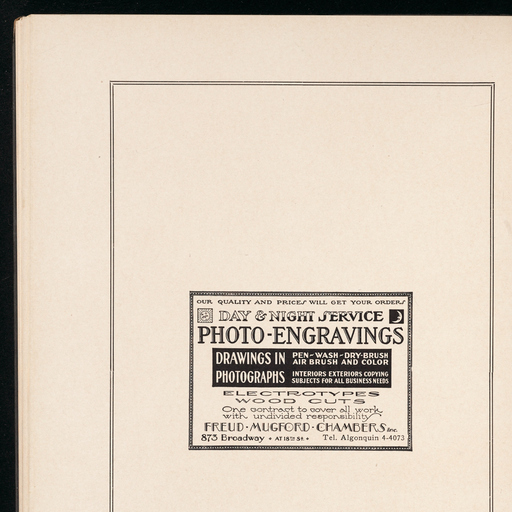 OUR QUALITY AND PRICES WILL GET YOUR ORDERS
DAY & NIGHT SERVICE
PHOTO-ENGRAVINGS
DRAWINGS IN PEN-WASH-DRY-BRUSH
AIR BRUSH AND COLOR
PHOTOGRAPHS INTERIORS EXTERIORS COPYING
SUBJECTS FOR ALL BUSINESS NEEDS
ELECTROTYPES
WOOD CUTS
One contract to cover all work
with undivided responsibility
FREUD·MUGFORD·CHAMBERS Inc.
873 Broadway • AT 18TH St. • Tel. Algonquin 4-4073